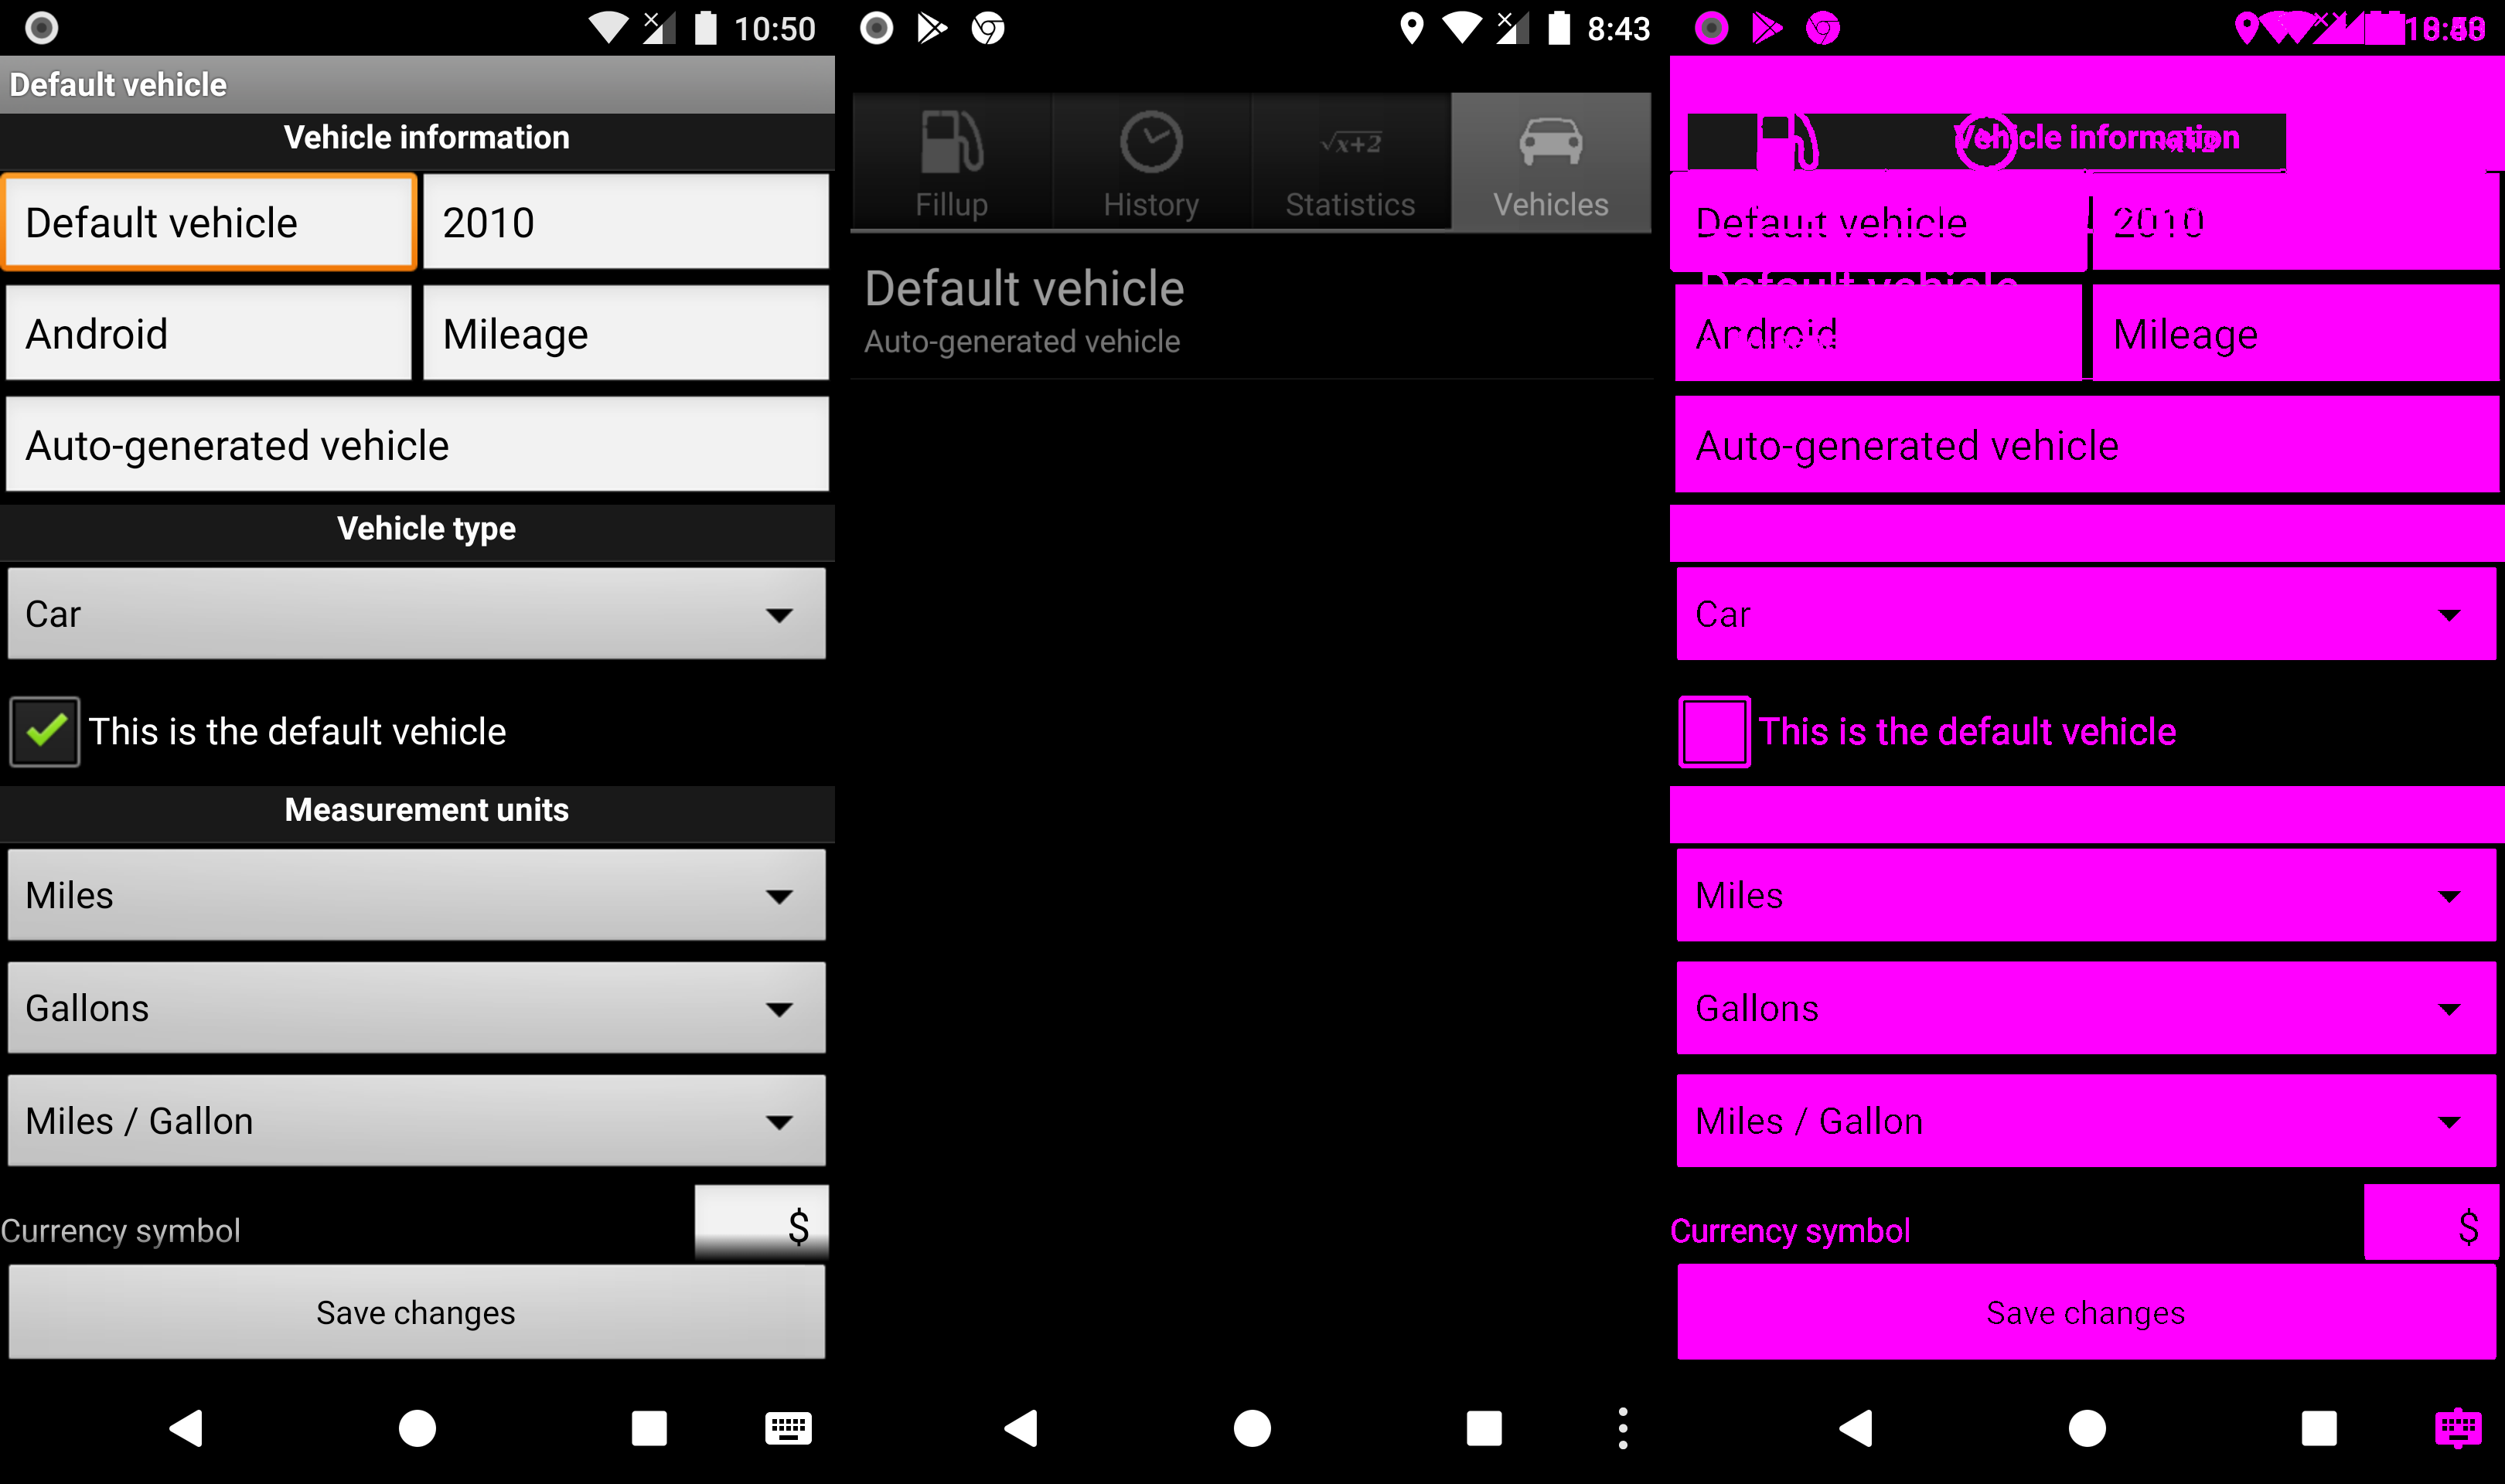 10:50
Default vehicle
Vehicle information
Default vehicle
2010
Android
Mileage
Auto-generated vehicle
Vehicle type
Car
This is the default vehicle
Measurement units
Miles
Gallons
Miles / Gallon
Currency symbol
$
Save changes
8:43
Fillup
History
√x+2
Statistics
Vehicles
Default vehicle
Auto-generated vehicle
Vehicle information
Default vehicle
2010
Default vehicle
Android
Mileage
Auto-generated vehicle
Car
This is the default vehicle
Miles
Gallons
Miles / Gallon
Currency symbol
$
Save changes